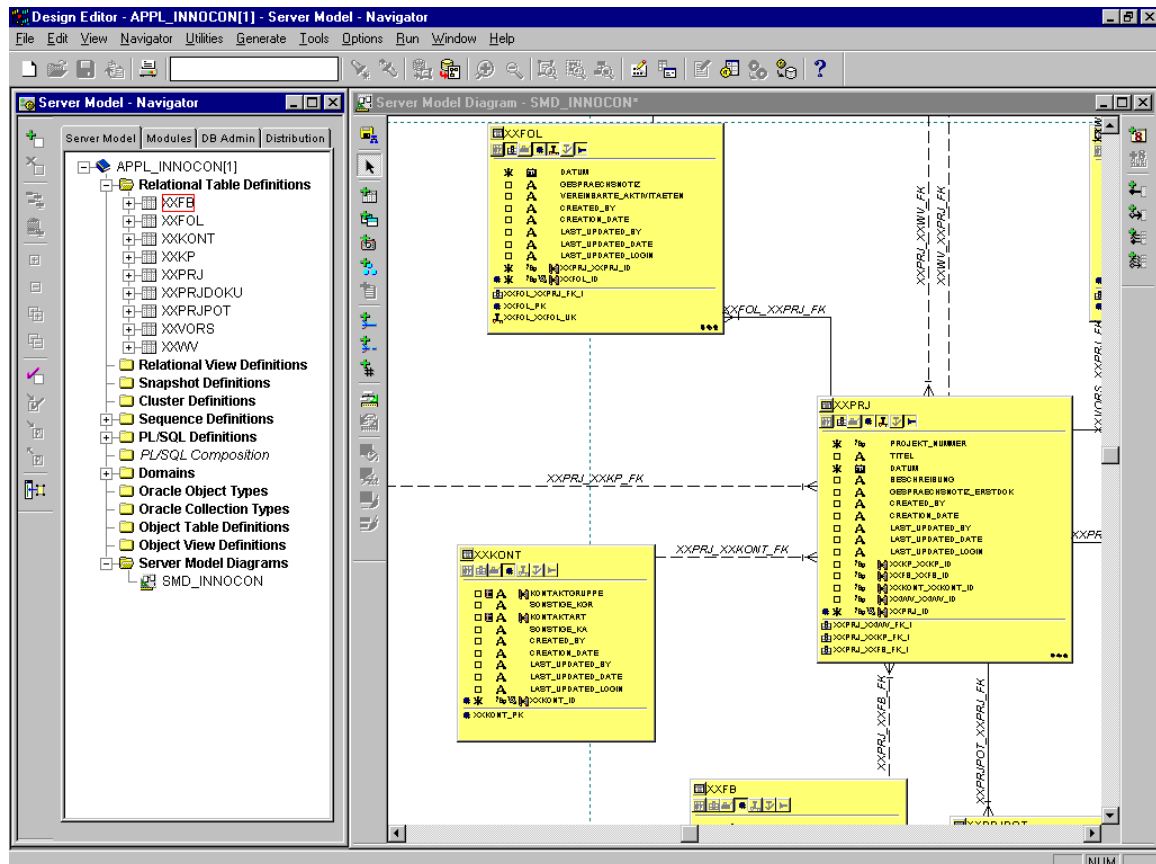 Design Editor - APPL_INNOCON[1] - Server Model - Navigator
File Edit View Navigator Utilities Generate Tools Options Run Window Help
Server Model - Navigator
Server Model Modules DB Admin Distribution
APPL_INNOCON[1]
Relational Table Definitions
XXFB
XXFOL
XXKONT
XXKP
XXPRJ
XXPRJDOKU
XXPRJPOT
XXVORS
XXWV
Relational View Definitions
Snapshot Definitions
Cluster Definitions
Sequence Definitions
PL/SQL Definitions
PL/SQL Composition
Domains
Oracle Object Types
Oracle Collection Types
Object Table Definitions
Object View Definitions
Server Model Diagrams
SMD_INNOCON
Server Model Diagram - SMD_INNOCON*
XXFOL
DATUM
GESPRAECHSNOTIZ
VEREINBARTE_AKTIVITAETEN
CREATED_BY
CREATION_DATE
LAST_UPDATED_BY
LAST_UPDATED_DATE
LAST_UPDATED_LOGIN
XXPRJ_XXPRJ_ID
XXFOL_ID
XXFOL_XXPRJ_FK_I
XXFOL_PK
XXFOL_XXFOL_UK
XXFOL_XXPRJ_FK
XXPRJ_XXWV_FK
XXWV_XXPRJ_FK
XXVORS_XXPRJ_FK
XXPRJ
PROJEKT_NUMMER
TITEL
DATUM
BESCHREIBUNG
GESPRAECHSNOTIZ_ERSTDOK
CREATED_BY
CREATION_DATE
LAST_UPDATED_BY
LAST_UPDATED_DATE
LAST_UPDATED_LOGIN
XXKP_XXKP_ID
XXFB_XXFB_ID
XXKONT_XXKONT_ID
XXWV_XXWV_ID
XXPRJ_ID
XXPRJ_XXWV_FK_I
XXPRJ_XXKP_FK_I
XXPRJ_XXFB_FK_I
XXPRJ_XXKP_FK
XXPRJ_XXKONT_FK
XXKONT
KONTAKTGRUPPE
SONSTIGE_KGR
KONTAKTART
SONSTIGE_KA
CREATED_BY
CREATION_DATE
LAST_UPDATED_BY
LAST_UPDATED_DATE
LAST_UPDATED_LOGIN
XXKONT_ID
XXKONT_PK
XXPRJ_XXFB_FK
XXPRJPOT_XXPRJ_FK
XXFB
XXPRJPOT
NUM